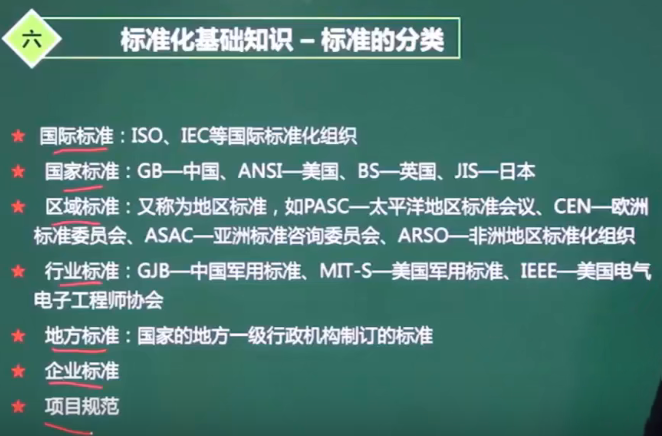 六
标准化基础知识 – 标准的分类
★ 国际标准：ISO、IEC等国际标准化组织
★ 国家标准：GB—中国、ANSI—美国、BS—英国、JIS—日本
★ 区域标准：又称为地区标准，如PASC—太平洋地区标准会议、CEN—欧洲
标准委员会、ASAC—亚洲标准咨询委员会、ARSO—非洲地区标准化组织
★ 行业标准：GJB—中国军用标准、MIT-S—美国军用标准、IEEE—美国电气
电子工程师协会
★ 地方标准：国家的地方一级行政机构制订的标准
★ 企业标准
★ 项目规范